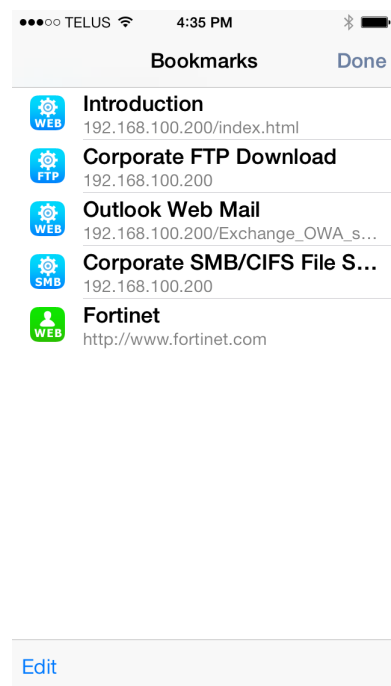 TELUS 4:35 PM
Bookmarks Done
Introduction
WEB
192.168.100.200/index.html
Corporate FTP Download
FTP
192.168.100.200
Outlook Web Mail
WEB
192.168.100.200/Exchange_OWA_s...
Corporate SMB/CIFS File S...
SMB
192.168.100.200
Fortinet
WEB
http://www.fortinet.com
Edit